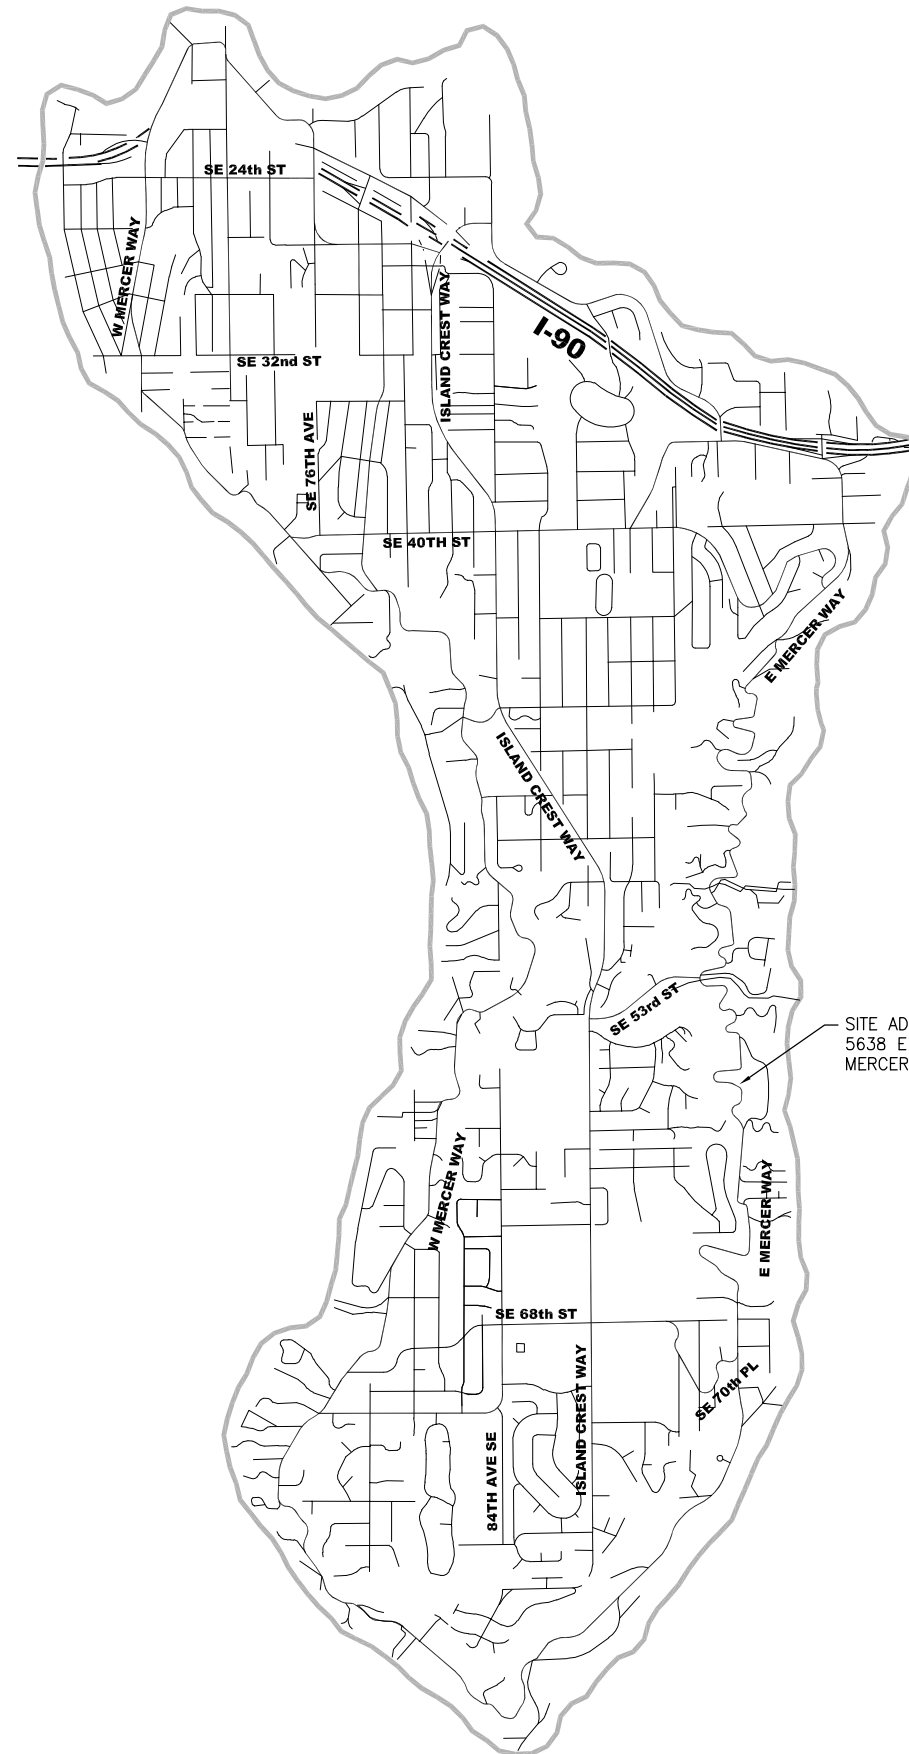 SE 24th ST
W MERCER WAY
ISLAND CREST WAY
I-90
SE 32nd ST
SE 76TH AVE
SE 40TH ST
E MERCER WAY
ISLAND CREST WAY
SE 53rd ST
SITE AD
5638 E
MERCER
W MERCER WAY
E MERCER WAY
SE 68th ST
ISLAND CREST WAY
SE 70th PL
84TH AVE SE